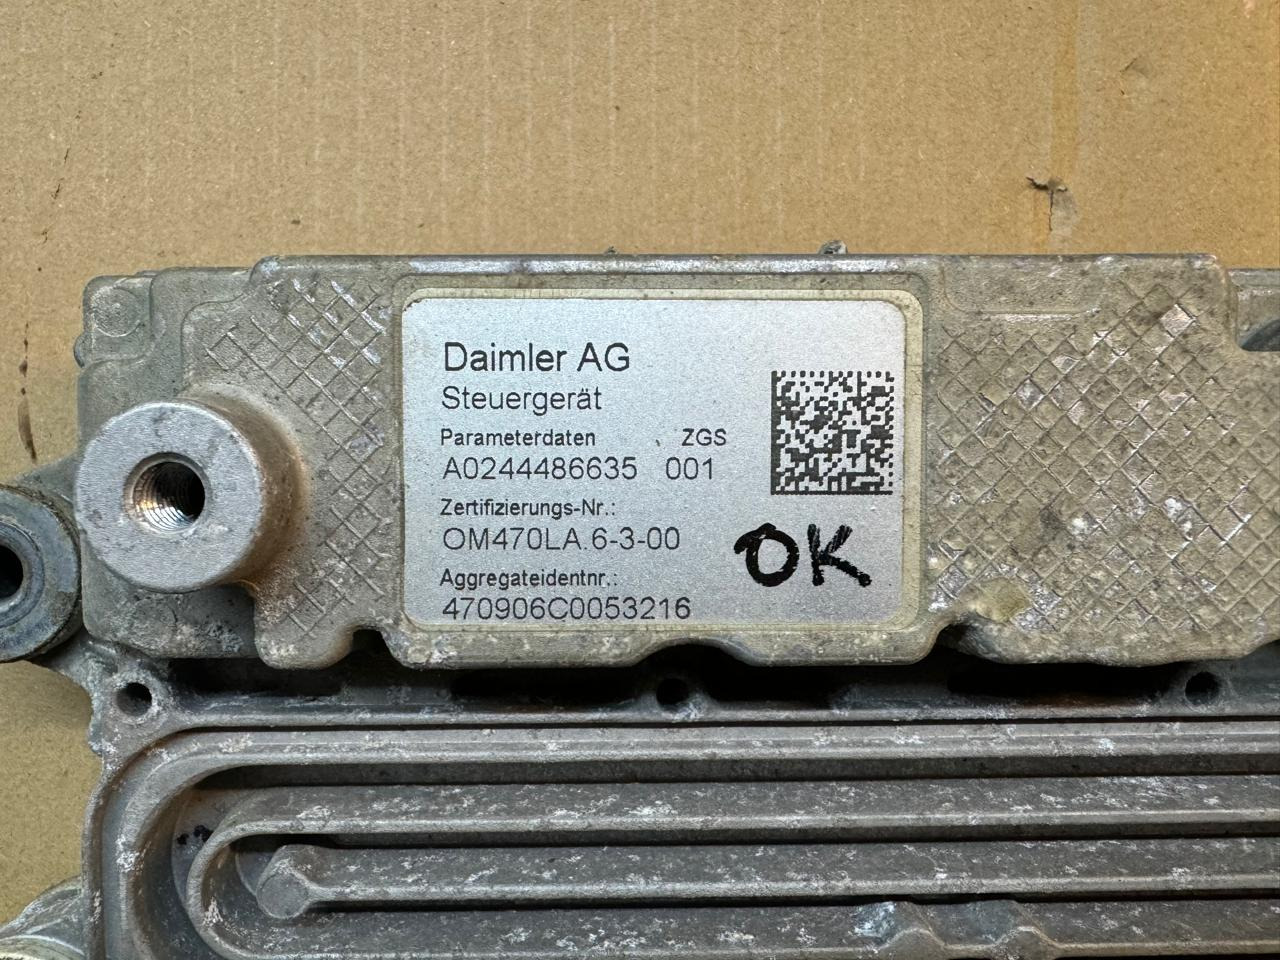 Daimler AG
Steuergerät
Parameterdaten ZGS
A0244486635 001
Zertifizierungs-Nr.:
OM470LA.6-3-00
Aggregateidentnr.:
470906C0053216
OK